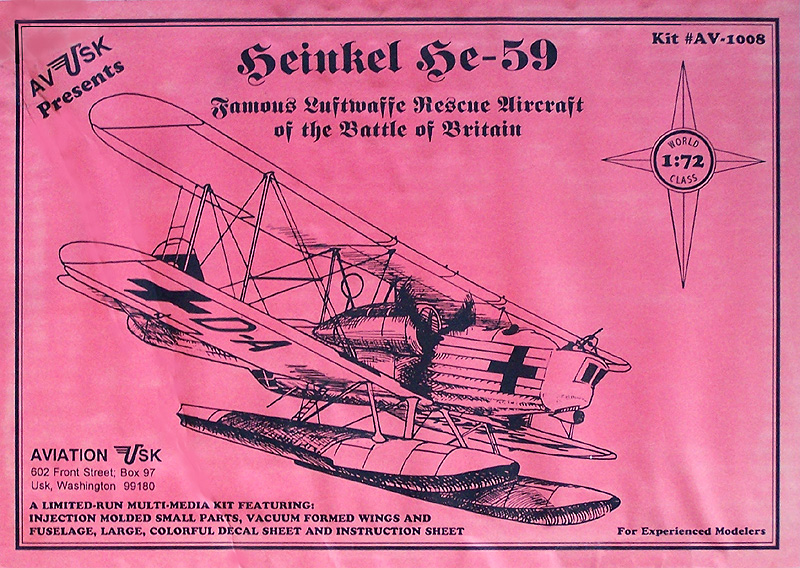 AV USK
Presents
Heinkel He-59
Famous Luftwaffe Rescue Aircraft
of the Battle of Britain
Kit #AV-1008
WORLD
1:72
CLASS
D-A
AVIATION USK
602 Front Street; Box 97
Usk, Washington 99180
A LIMITED-RUN MULTI-MEDIA KIT FEATURING:
INJECTION MOLDED SMALL PARTS, VACUUM FORMED WINGS AND
FUSELAGE, LARGE, COLORFUL DECAL SHEET AND INSTRUCTION SHEET
For Experienced Modelers